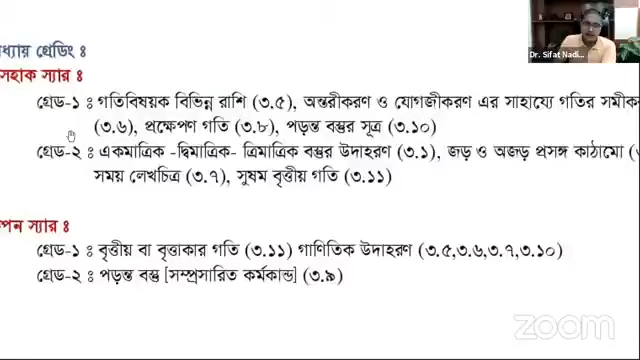 Dr. Sifat Nadi...
ধ্যায় গ্রেডিং ঃ
সহাক স্যার ঃ
গ্রেড-১ ঃ গতিবিষয়ক বিভিন্ন রাশি (৩.৫), অন্তরীকরণ ও যোগজীকরণ এর সাহায্যে গতির সমীক
(৩.৬), প্রক্ষেপণ গতি (৩.৮), পড়ন্ত বস্তুর সূত্র (৩.১০)
গ্রেড-২ ঃ একমাত্রিক -দ্বিমাত্রিক- ত্রিমাত্রিক বস্তুর উদাহরণ (৩.১), জড় ও অজড় প্রসঙ্গ কাঠামো (
সময় লেখচিত্র (৩.৭), সুষম বৃত্তীয় গতি (৩.১১)
পন স্যার ঃ
গ্রেড-১ ঃ বৃত্তীয় বা বৃত্তাকার গতি (৩.১১) গাণিতিক উদাহরণ (৩.৫,৩.৬,৩.৭,৩.১০)
গ্রেড-২ ঃ পড়ন্ত বস্তু [সম্প্রসারিত কর্মকান্ড] (৩.৯)
zoom